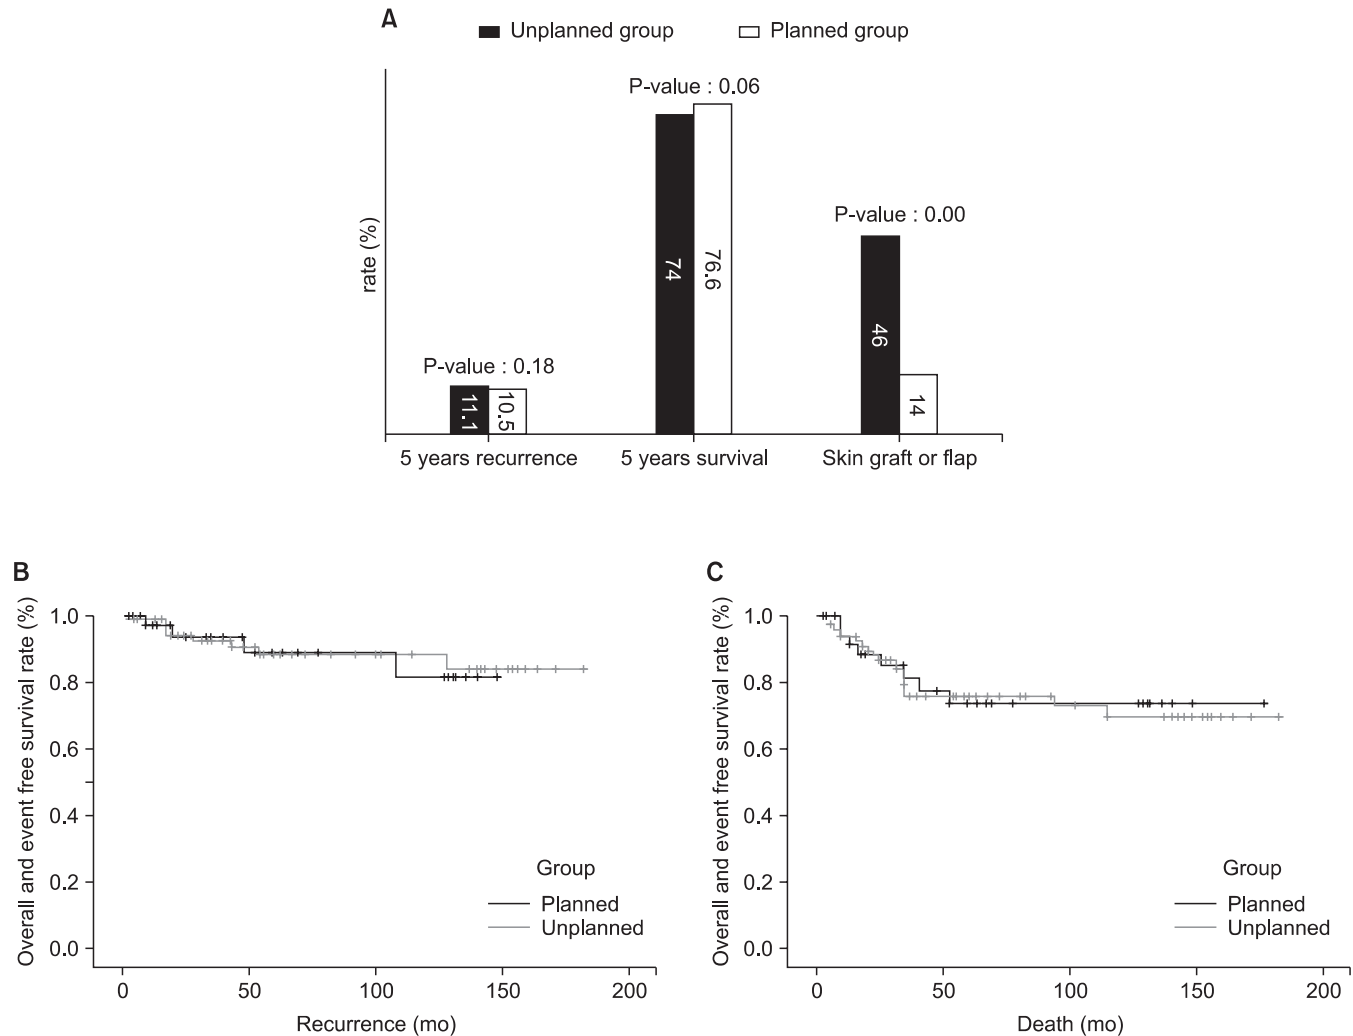 A
Unplanned group
Planned group
rate (%)
P-value : 0.18
11.1
10.5
P-value : 0.06
74
76.6
P-value : 0.00
46
14
5 years recurrence
5 years survival
Skin graft or flap
B
Overall and event free survival rate (%)
1.0
0.8
0.6
0.4
0.2
0.0
Group
Planned
Unplanned
0
50
100
150
200
Recurrence (mo)
C
Overall and event free survival rate (%)
1.0
0.8
0.6
0.4
0.2
0.0
Group
Planned
Unplanned
0
50
100
150
200
Death (mo)